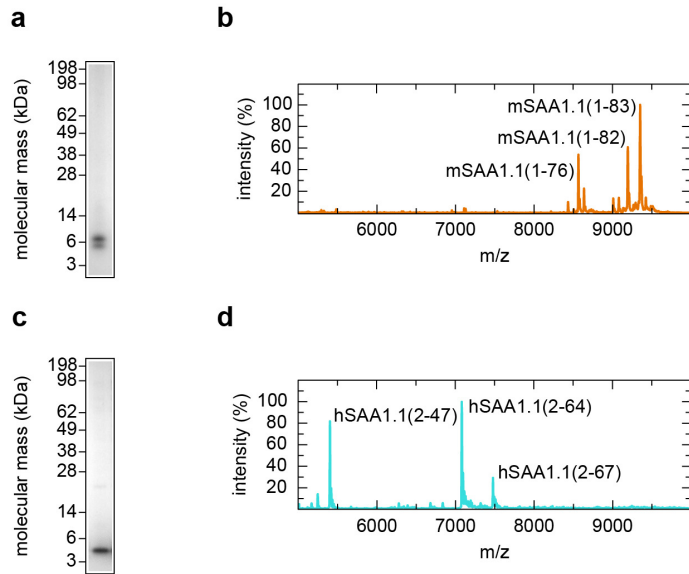 a
molecular mass (kDa)
198
98
62
49
38
28
14
6
3
b
intensity (%)
100
80
60
40
20
mSAA1.1(1-83)
mSAA1.1(1-82)
mSAA1.1(1-76)
6000 7000 8000 9000
m/z
c
molecular mass (kDa)
198
98
62
49
38
28
14
6
3
d
intensity (%)
100
80
60
40
20
hSAA1.1(2-47)
hSAA1.1(2-64)
hSAA1.1(2-67)
6000 7000 8000 9000
m/z